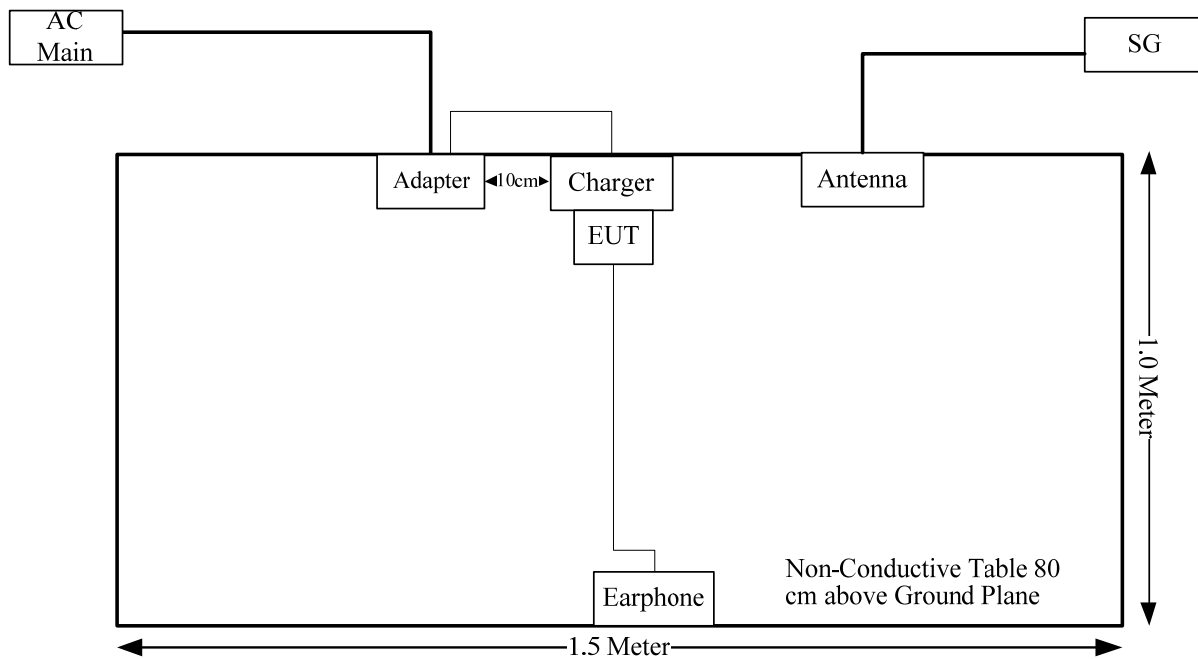 AC
Main
SG
Adapter
10cm
Charger
Antenna
EUT
1.0 Meter
Earphone
Non-Conductive Table 80
cm above Ground Plane
1.5 Meter